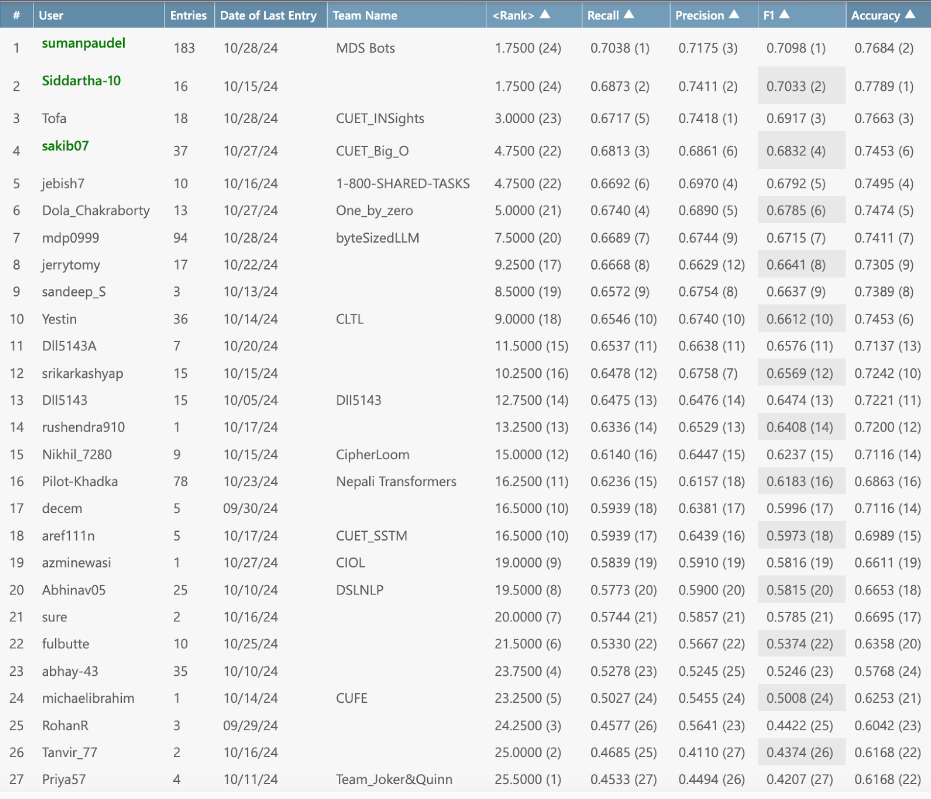 # User Entries Date of Last Entry Team Name <Rank> ▲ Recall ▲ Precision ▲ F1 ▲ Accuracy ▲
1 sumanpaudel 183 10/28/24 MDS Bots 1.7500 (24) 0.7038 (1) 0.7175 (3) 0.7098 (1) 0.7684 (2)
2 Siddartha-10 16 10/15/24 1.7500 (24) 0.6873 (2) 0.7411 (2) 0.7033 (2) 0.7789 (1)
3 Tofa 18 10/28/24 CUET_INSights 3.0000 (23) 0.6717 (5) 0.7418 (1) 0.6917 (3) 0.7663 (3)
4 sakib07 37 10/27/24 CUET_Big_O 4.7500 (22) 0.6813 (3) 0.6861 (6) 0.6832 (4) 0.7453 (6)
5 jebish7 10 10/16/24 1-800-SHARED-TASKS 4.7500 (22) 0.6692 (6) 0.6970 (4) 0.6792 (5) 0.7495 (4)
6 Dola_Chakraborty 13 10/27/24 One_by_zero 5.0000 (21) 0.6740 (4) 0.6890 (5) 0.6785 (6) 0.7474 (5)
7 mdp0999 94 10/28/24 byteSizedLLM 7.5000 (20) 0.6689 (7) 0.6744 (9) 0.6715 (7) 0.7411 (7)
8 jerrytomy 17 10/22/24 9.2500 (17) 0.6668 (8) 0.6629 (12) 0.6641 (8) 0.7305 (9)
9 sandeep_S 3 10/13/24 8.5000 (19) 0.6572 (9) 0.6754 (8) 0.6637 (9) 0.7389 (8)
10 Yestin 36 10/14/24 CLTL 9.0000 (18) 0.6546 (10) 0.6740 (10) 0.6612 (10) 0.7453 (6)
11 Dll5143A 7 10/20/24 11.5000 (15) 0.6537 (11) 0.6638 (11) 0.6576 (11) 0.7137 (13)
12 srikarkashyap 15 10/15/24 10.2500 (16) 0.6478 (12) 0.6758 (7) 0.6569 (12) 0.7242 (10)
13 Dll5143 15 10/05/24 Dll5143 12.7500 (14) 0.6475 (13) 0.6476 (14) 0.6474 (13) 0.7221 (11)
14 rushendra910 1 10/17/24 13.2500 (13) 0.6336 (14) 0.6529 (13) 0.6408 (14) 0.7200 (12)
15 Nikhil_7280 9 10/15/24 CipherLoom 15.0000 (12) 0.6140 (16) 0.6447 (15) 0.6237 (15) 0.7116 (14)
16 Pilot-Khadka 78 10/23/24 Nepali Transformers 16.2500 (11) 0.6236 (15) 0.6157 (18) 0.6183 (16) 0.6863 (16)
17 decem 5 09/30/24 16.5000 (10) 0.5939 (18) 0.6381 (17) 0.5996 (17) 0.7116 (14)
18 aref111n 5 10/17/24 CUET_SSTM 16.5000 (10) 0.5939 (17) 0.6439 (16) 0.5973 (18) 0.6989 (15)
19 azminewasi 1 10/27/24 CIOL 19.0000 (9) 0.5839 (19) 0.5910 (19) 0.5816 (19) 0.6611 (19)
20 Abhinav05 25 10/10/24 DSLNLP 19.5000 (8) 0.5773 (20) 0.5900 (20) 0.5815 (20) 0.6653 (18)
21 sure 2 10/16/24 20.0000 (7) 0.5744 (21) 0.5857 (21) 0.5785 (21) 0.6695 (17)
22 fulbutte 10 10/25/24 21.5000 (6) 0.5330 (22) 0.5667 (22) 0.5374 (22) 0.6358 (20)
23 abhay-43 35 10/10/24 23.7500 (4) 0.5278 (23) 0.5245 (25) 0.5246 (23) 0.5768 (24)
24 michaelibrahim 1 10/14/24 CUFE 23.2500 (5) 0.5027 (24) 0.5455 (24) 0.5008 (24) 0.6253 (21)
25 RohanR 3 09/29/24 24.2500 (3) 0.4577 (26) 0.5641 (23) 0.4422 (25) 0.6042 (23)
26 Tanvir_77 2 10/16/24 25.0000 (2) 0.4685 (25) 0.4110 (27) 0.4374 (26) 0.6168 (22)
27 Priya57 4 10/11/24 Team_Joker&Quinn 25.5000 (1) 0.4533 (27) 0.4494 (26) 0.4207 (27) 0.6168 (22)